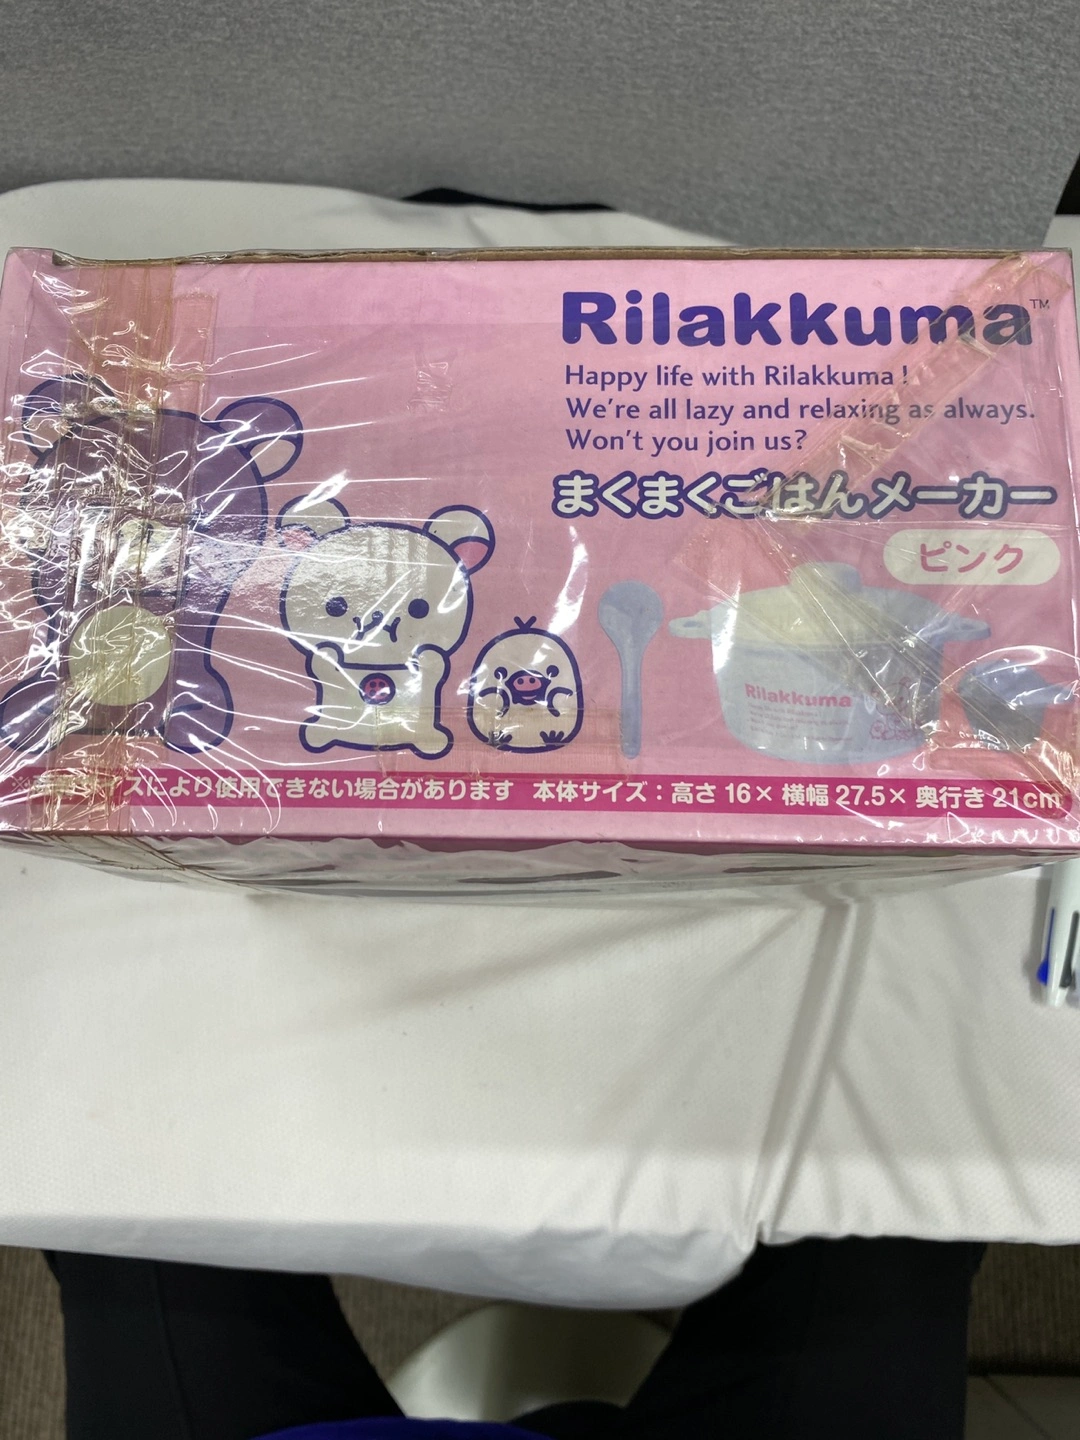 Rilakkuma™
Happy life with Rilakkuma!
We're all lazy and relaxing as always.
Won't you join us?
まくまくごはんメーカー
ピンク
Rilakkuma
により使用できない場合があります 本体サイズ：高さ 16× 横幅 27.5× 奥行き 21cm